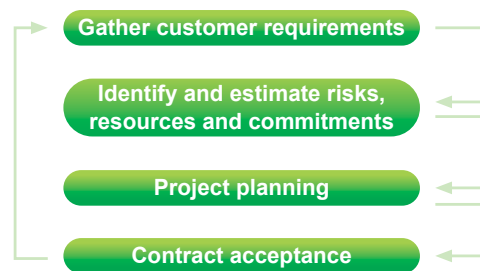 Gather customer requirements
Identify and estimate risks,
resources and commitments
Project planning
Contract acceptance